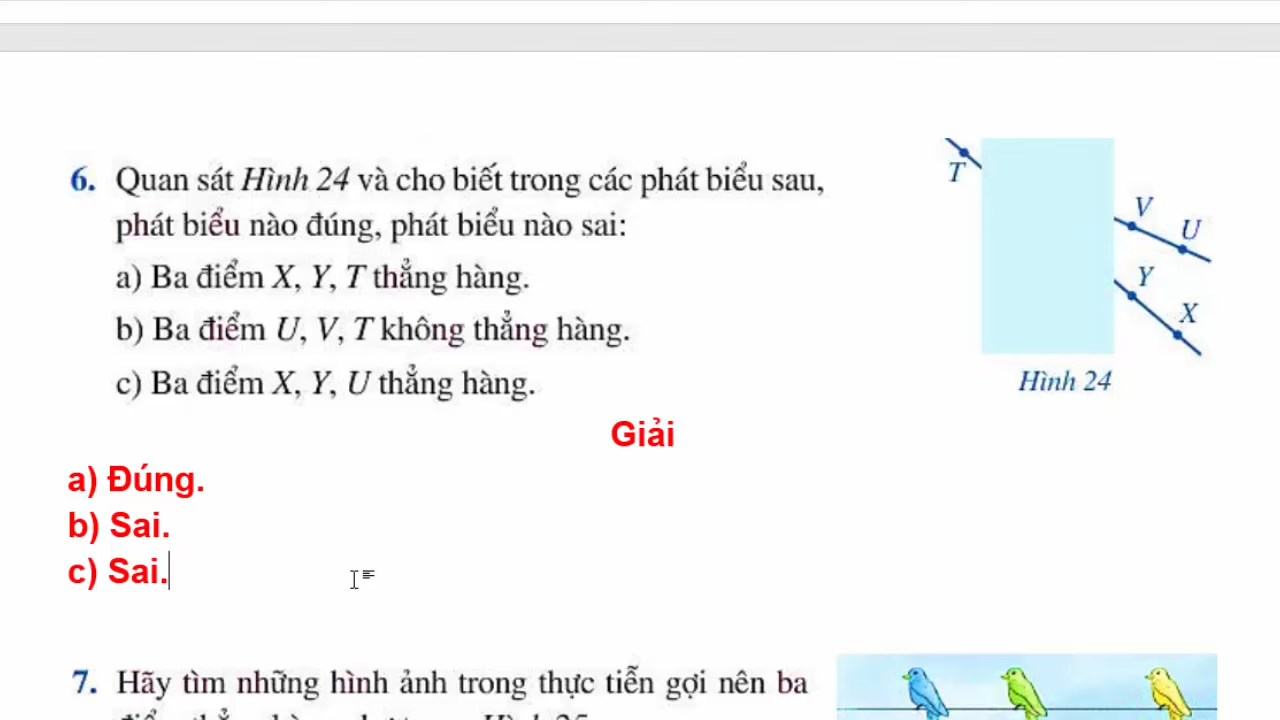 6. Quan sát Hình 24 và cho biết trong các phát biểu sau,
phát biểu nào đúng, phát biểu nào sai:
a) Ba điểm X, Y, T thẳng hàng.
b) Ba điểm U, V, T không thẳng hàng.
c) Ba điểm X, Y, U thẳng hàng.
T
V
U
Y
X
Hình 24
Giải
a) Đúng.
b) Sai.
c) Sai.
7. Hãy tìm những hình ảnh trong thực tiễn gợi nên ba